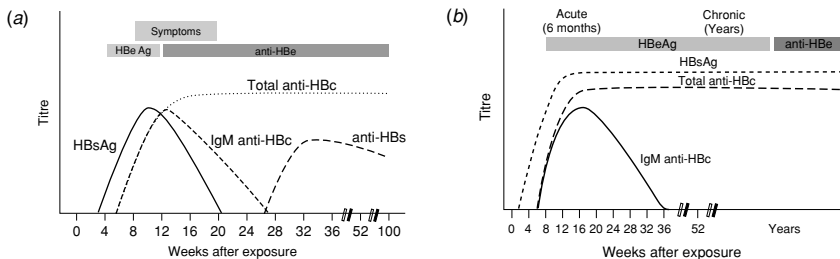 (a)
Symptoms
HBe Ag
anti-HBe
Total anti-HBc
HBsAg
IgM anti-HBc
anti-HBs
Titre
0 4 8 12 16 20 24 28 32 36 52 100
Weeks after exposure
(b)
Acute
(6 months)
Chronic
(Years)
HBeAg
anti-HBe
HBsAg
Total anti-HBc
IgM anti-HBc
Titre
0 4 8 12 16 20 24 28 32 36 52 Years
Weeks after exposure